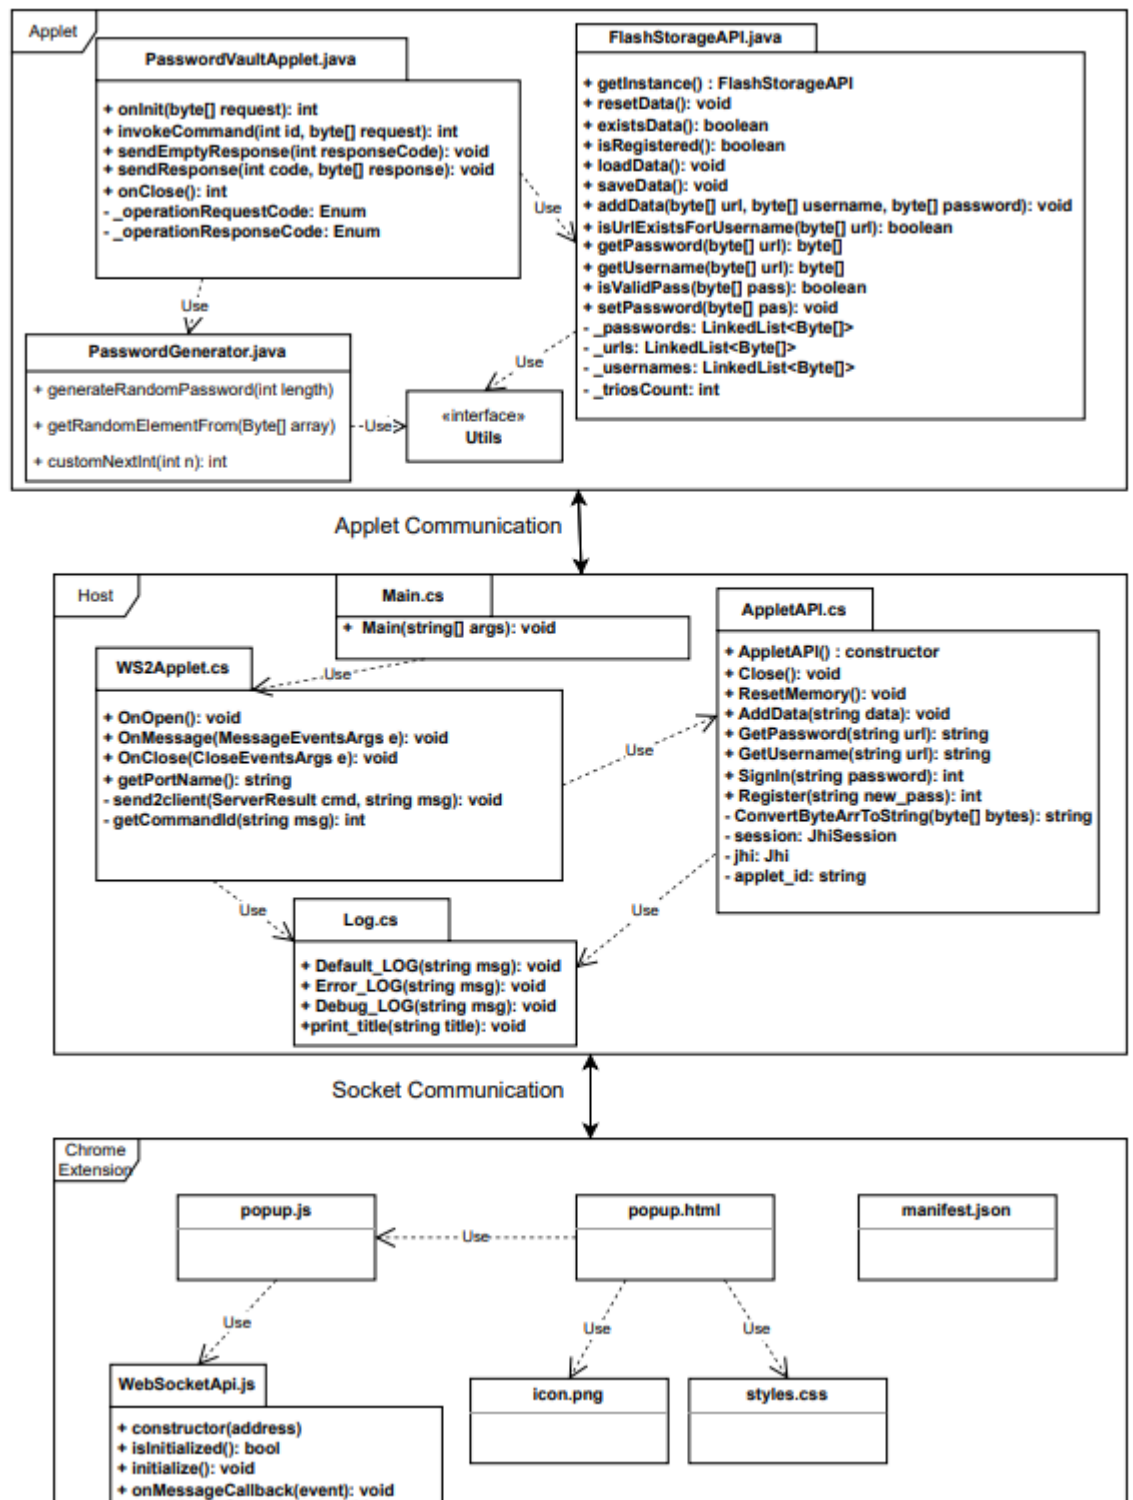 Applet
PasswordVaultApplet.java
+ onInit(byte[] request): int
+ invokeCommand(int id, byte[] request): int
+ sendEmptyResponse(int responseCode): void
+ sendResponse(int code, byte[] response): void
+ onClose(): int
- _operationRequestCode: Enum
- _operationResponseCode: Enum
FlashStorageAPI.java
+ getInstance() : FlashStorageAPI
+ resetData(): void
+ existsData(): boolean
+ isRegistered(): boolean
+ loadData(): void
+ saveData(): void
+ addData(byte[] url, byte[] username, byte[] password): void
+ isUrlExistsForUsername(byte[] url): boolean
+ getPassword(byte[] url): byte[]
+ getUsername(byte[] url): byte[]
+ isValidPass(byte[] pass): boolean
+ setPassword(byte[] pas): void
- _passwords: LinkedList<Byte[]>
- _urls: LinkedList<Byte[]>
- _usernames: LinkedList<Byte[]>
- _triosCount: int
Use
Use
Use
PasswordGenerator.java
+ generateRandomPassword(int length)
+ getRandomElementFrom(Byte[] array)
+ customNextInt(int n): int
Use
«interface»
Utils
Applet Communication
Host
Main.cs
+ Main(string[] args): void
Use
WS2Applet.cs
+ OnOpen(): void
+ OnMessage(MessageEventsArgs e): void
+ OnClose(CloseEventsArgs e): void
+ getPortName(): string
- send2client(ServerResult cmd, string msg): void
- getCommandId(string msg): int
Use
AppletAPI.cs
+ AppletAPI() : constructor
+ Close(): void
+ ResetMemory(): void
+ AddData(string data): void
+ GetPassword(string url): string
+ GetUsername(string url): string
+ SignIn(string password): int
+ Register(string new_pass): int
- ConvertByteArrToString(byte[] bytes): string
- session: JhiSession
- jhi: Jhi
- applet_id: string
Use
Use
Log.cs
+ Default_LOG(string msg): void
+ Error_LOG(string msg): void
+ Debug_LOG(string msg): void
+print_title(string title): void
Socket Communication
Chrome
Extension
popup.js
Use
popup.html
manifest.json
Use
Use
Use
WebSocketApi.js
+ constructor(address)
+ isInitialized(): bool
+ initialize(): void
+ onMessageCallback(event): void
icon.png
styles.css